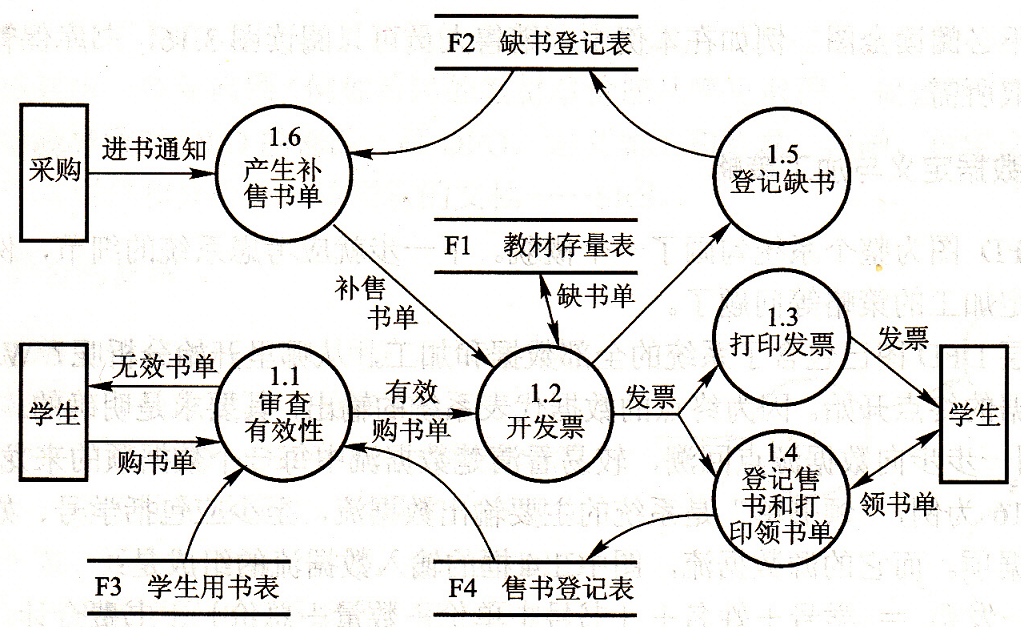 F2 缺书登记表
采购
进书通知
1.6
产生补
售书单
1.5
登记缺书
F1 教材存量表
补售
书单
缺书单
1.3
打印发票
发票
学生
无效书单
购书单
1.1
审查
有效性
有效
购书单
1.2
开发票
发票
学生
1.4
登记售
书和打
印领书单
领书单
F3 学生用书表
F4 售书登记表